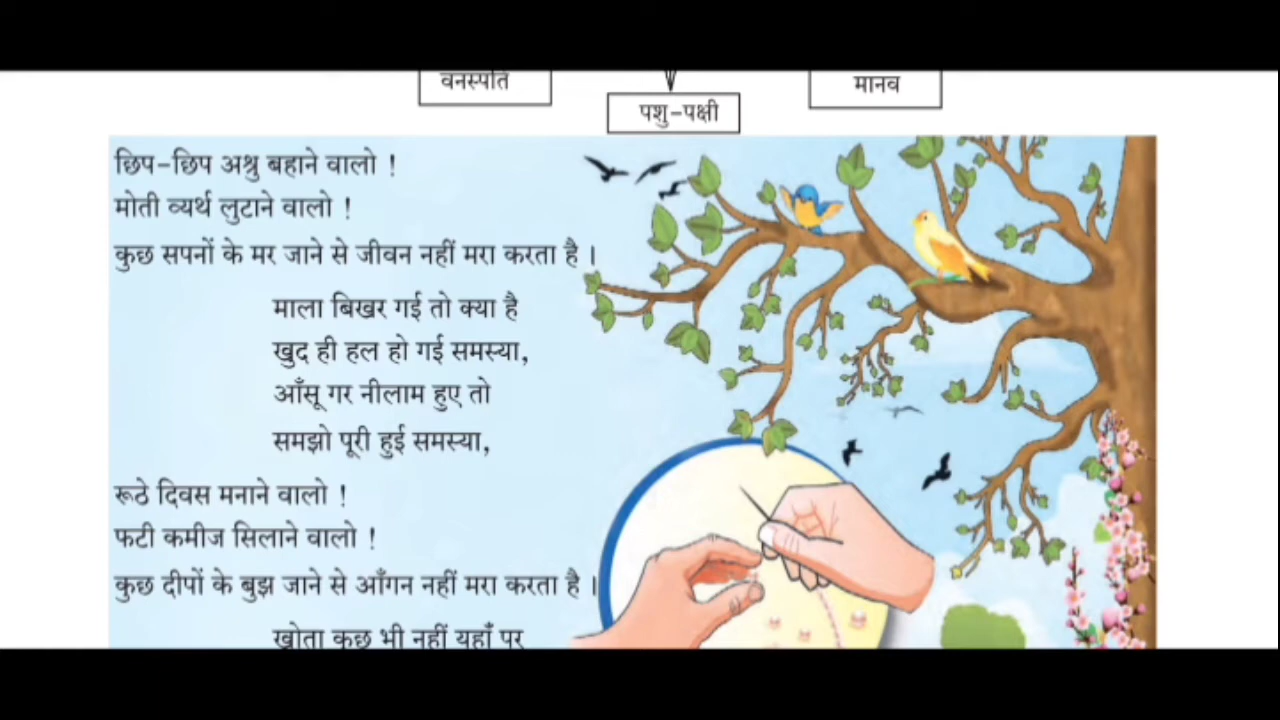 वनस्पति
मानव
पशु-पक्षी
छिप-छिप अश्रु बहाने वालो !
मोती व्यर्थ लुटाने वालो !
कुछ सपनों के मर जाने से जीवन नहीं मरा करता है ।
माला बिखर गई तो क्या है
खुद ही हल हो गई समस्या,
आँसू गर नीलाम हुए तो
समझो पूरी हुई समस्या,
रूठे दिवस मनाने वालो !
फटी कमीज सिलाने वालो !
कुछ दीपों के बुझ जाने से आँगन नहीं मरा करता है ।
खोता कुछ भी नहीं यहाँ पर